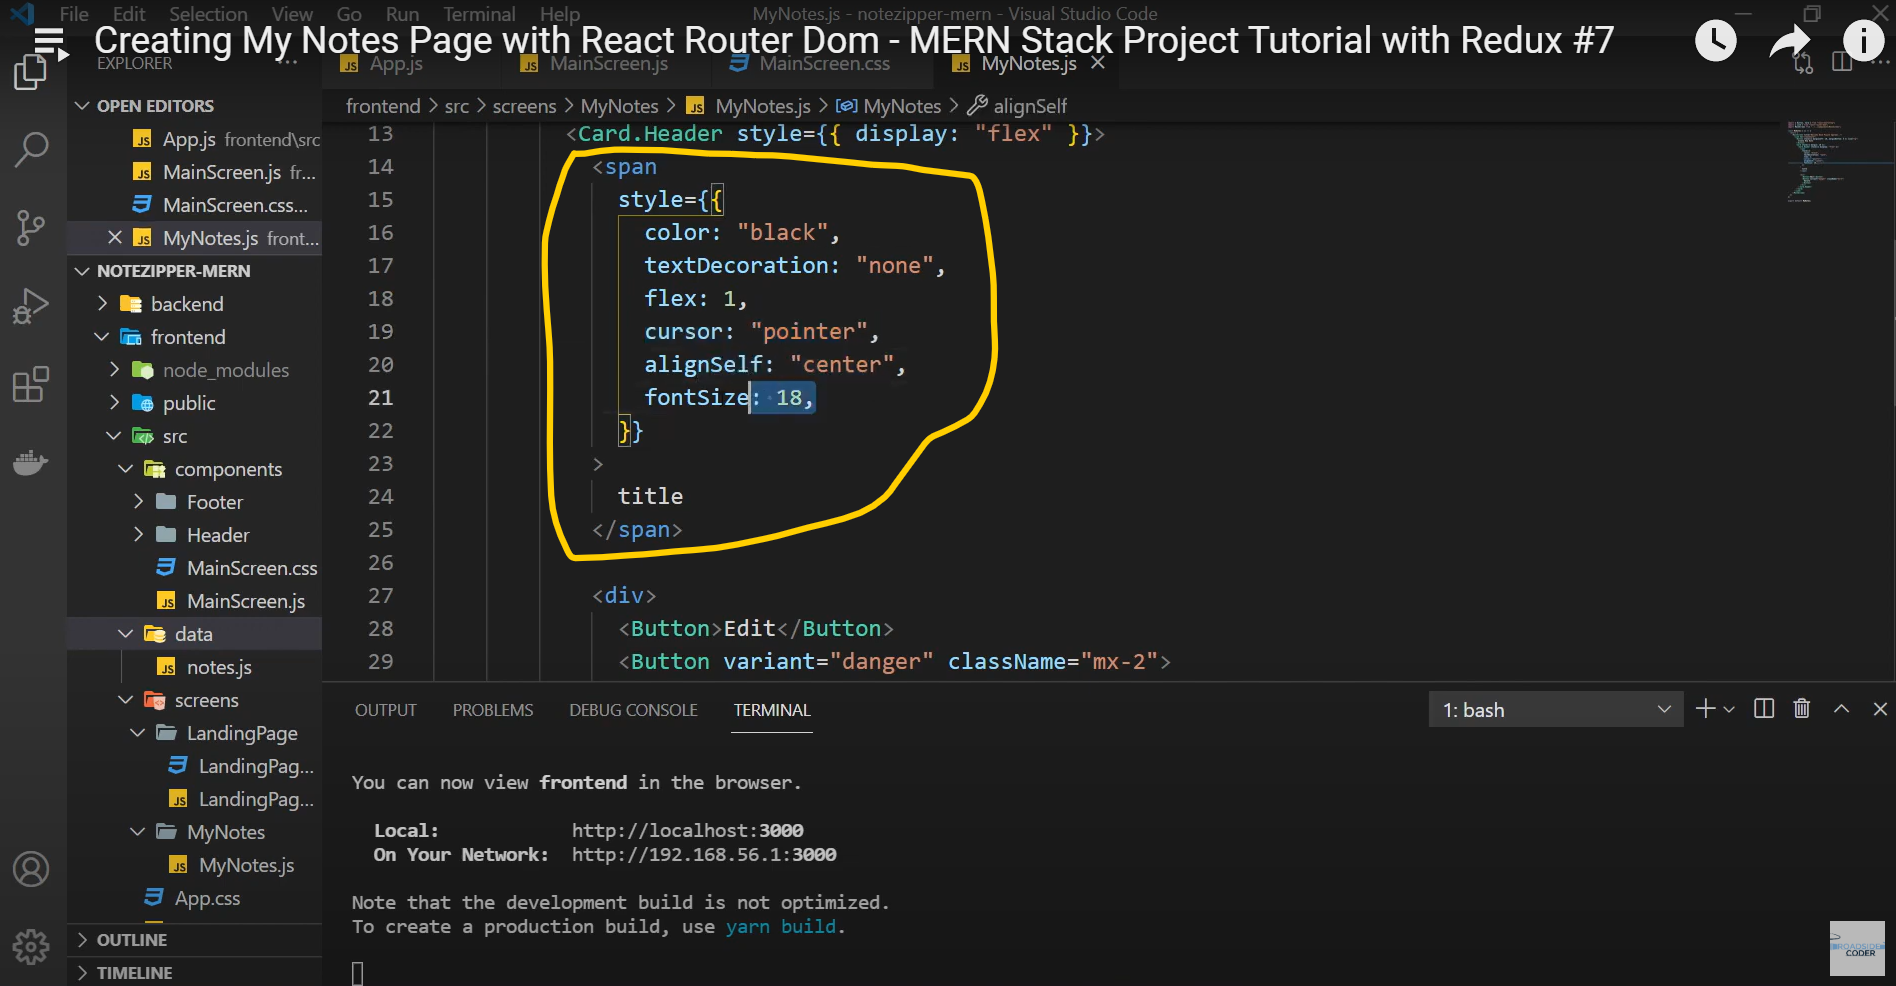 File Edit Selection View Go Run Terminal Help MyNotes.js - notezipper-mern - Visual Studio Code
Creating My Notes Page with React Router Dom - MERN Stack Project Tutorial with Redux #7
EXPLORER ...
App.js MainScreen.js MainScreen.css MyNotes.js
frontend > src > screens > MyNotes > MyNotes.js > MyNotes > alignSelf
OPEN EDITORS
App.js frontend\src
MainScreen.js fr...
MainScreen.css...
MyNotes.js front...
NOTEZIPPER-MERN
backend
frontend
node_modules
public
src
components
Footer
Header
MainScreen.css
MainScreen.js
data
notes.js
screens
LandingPage
LandingPag...
LandingPag...
MyNotes
MyNotes.js
App.css
OUTLINE
TIMELINE
13 <Card.Header style={{ display: "flex" }}>
14 <span
15 style={{
16 color: "black",
17 textDecoration: "none",
18 flex: 1,
19 cursor: "pointer",
20 alignSelf: "center",
21 fontSize: 18,
22 }}
23 >
24 title
25 </span>
26
27 <div>
28 <Button>Edit</Button>
29 <Button variant="danger" className="mx-2">
OUTPUT PROBLEMS DEBUG CONSOLE TERMINAL 1: bash
You can now view frontend in the browser.
Local: http://localhost:3000
On Your Network: http://192.168.56.1:3000
Note that the development build is not optimized.
To create a production build, use yarn build.
ROADSIDE
CODER